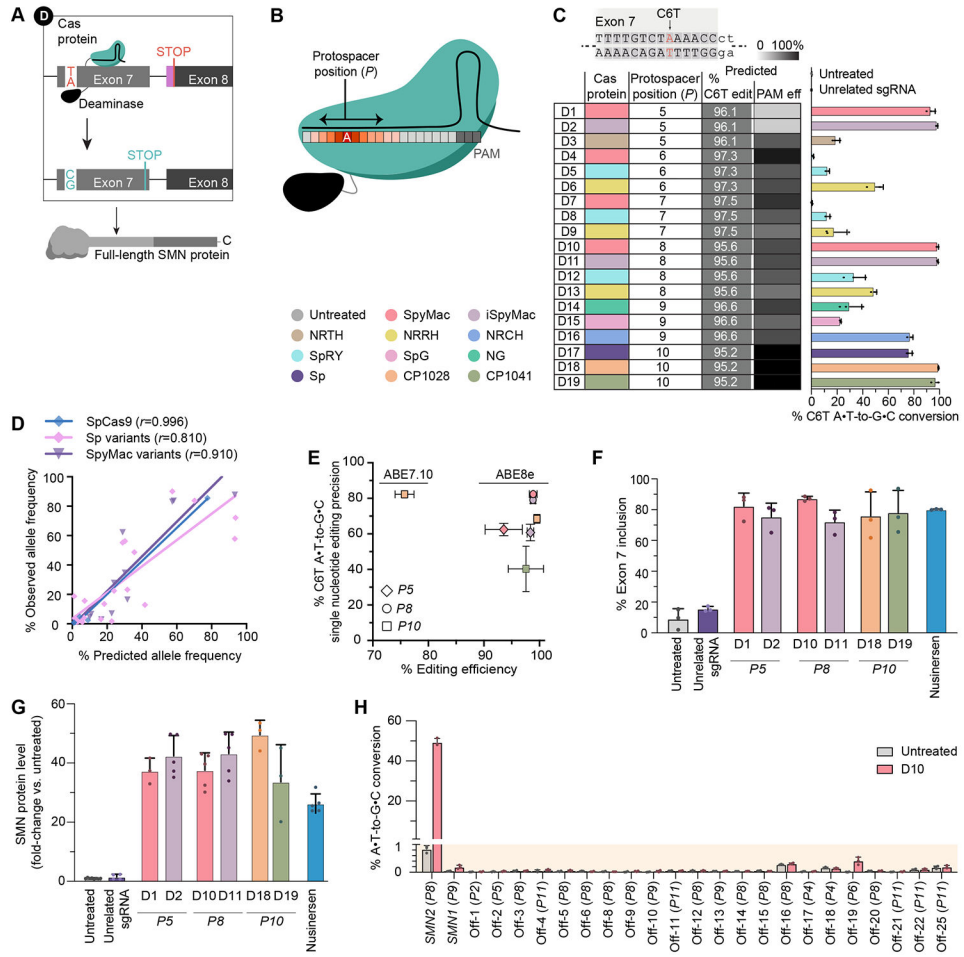 A
D
Cas
protein
STOP
T
A
Exon 7
Exon 8
Deaminase
STOP
C
G
Exon 7
Exon 8
C
Full-length SMN protein
B
Protospacer
position (P)
A
PAM
Untreated
SpyMac
iSpyMac
NRTH
NRRH
NRCH
SpRY
SpG
NG
Sp
CP1028
CP1041
C
C6T
Exon 7
TTTTGTCTAAAACCct
AAAACAGATTTTGGga
0 100%
Cas protein
Protospacer position (P)
Predicted
% C6T edit
PAM eff
Untreated
Unrelated sgRNA
D1 5 96.1
D2 5 96.1
D3 5 96.1
D4 6 97.3
D5 6 97.3
D6 6 97.3
D7 7 97.5
D8 7 97.5
D9 7 97.5
D10 8 95.6
D11 8 95.6
D12 8 95.6
D13 8 95.6
D14 9 96.6
D15 9 96.6
D16 9 96.6
D17 10 95.2
D18 10 95.2
D19 10 95.2
0 20 40 60 80 100
% C6T A•T-to-G•C conversion
D
SpCas9 (r=0.996)
Sp variants (r=0.810)
SpyMac variants (r=0.910)
% Observed allele frequency
100
80
60
40
20
0
0 20 40 60 80 100
% Predicted allele frequency
E
ABE7.10
ABE8e
% C6T A•T-to-G•C
single nucleotide editing precision
100
80
60
40
20
0
P5
P8
P10
70 80 90 100
% Editing efficiency
F
% Exon 7 inclusion
100
80
60
40
20
0
Untreated
Unrelated
sgRNA
D1 D2
D10 D11
D18 D19
P5
P8
P10
Nusinersen
G
SMN protein level
(fold-change vs. untreated)
60
40
20
0
Untreated
Unrelated
sgRNA
D1 D2
D10 D11
D18 D19
P5
P8
P10
Nusinersen
H
% A•T-to-G•C conversion
60
40
20
1
0
Untreated
D10
SMN2 (P8)
SMN1 (P9)
Off-1 (P2)
Off-2 (P5)
Off-3 (P8)
Off-4 (P11)
Off-5 (P8)
Off-6 (P8)
Off-8 (P8)
Off-9 (P8)
Off-10 (P9)
Off-11 (P11)
Off-12 (P8)
Off-13 (P9)
Off-14 (P8)
Off-15 (P8)
Off-16 (P8)
Off-17 (P4)
Off-18 (P4)
Off-19 (P6)
Off-20 (P8)
Off-21 (P11)
Off-22 (P11)
Off-25 (P11)